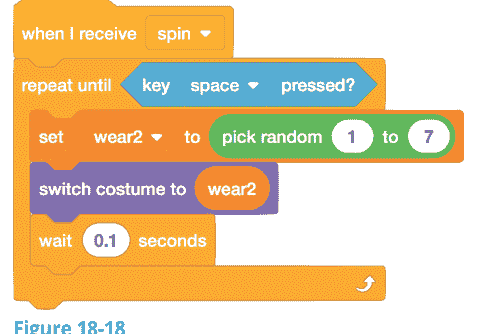 when I receive spin
repeat until key space pressed?
set wear2 to pick random 1 to 7
switch costume to wear2
wait 0.1 seconds
Figure 18-18